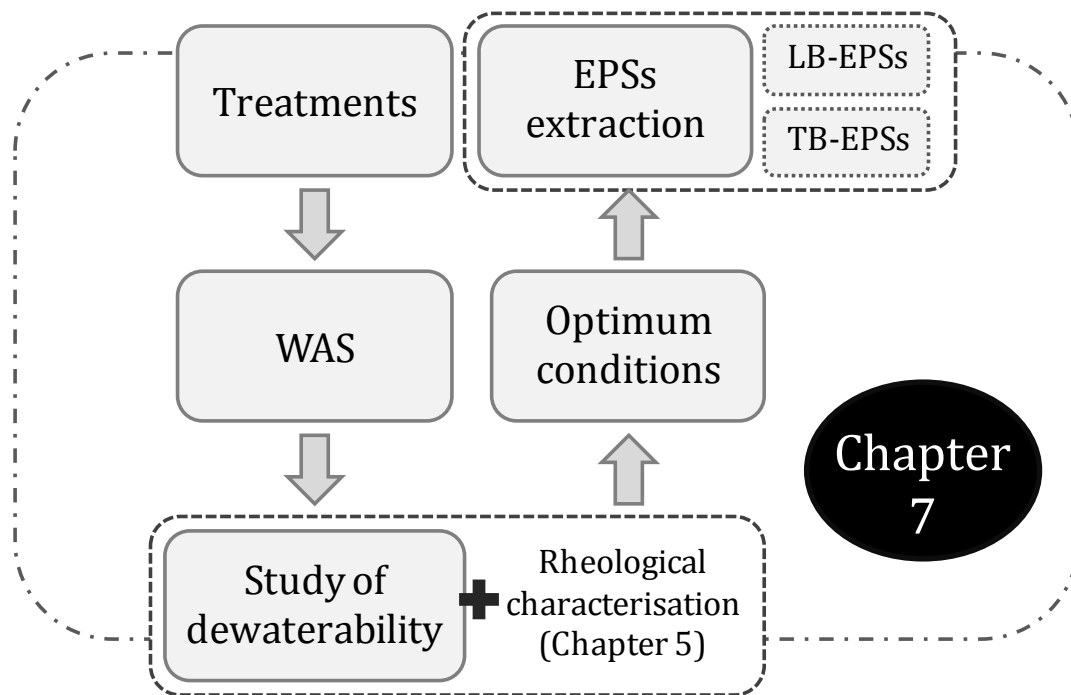 Treatments
EPSs
extraction
LB-EPSs
TB-EPSs
WAS
Optimum
conditions
Chapter
7
Study of
dewaterability
Rheological
characterisation
(Chapter 5)